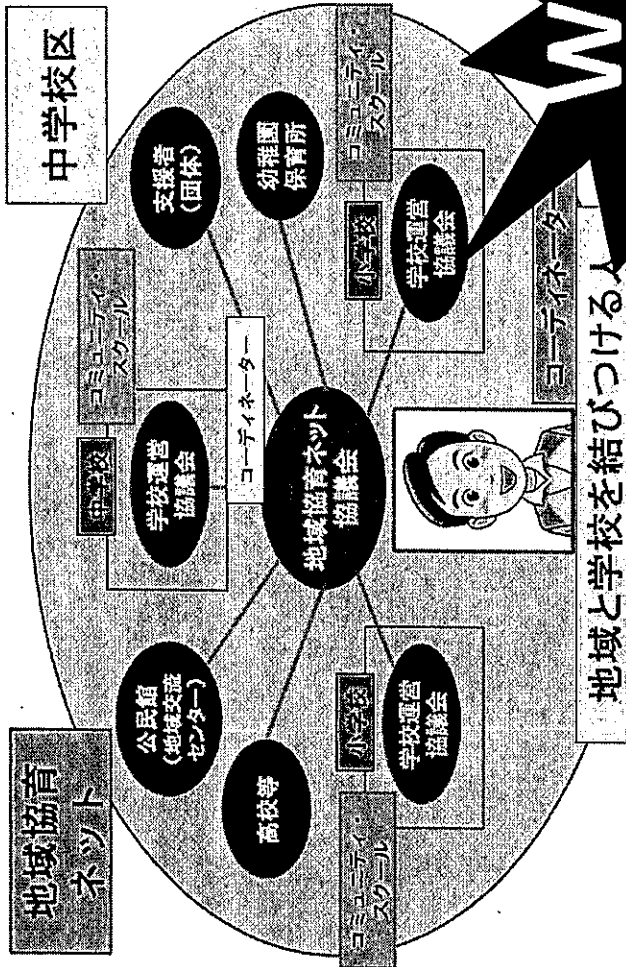 地域協育
ネット
中学校区
公民館
(地域交流
センター)
中学校
コミュニティ・
スクール
学校運営
協議会
支援者
(団体)
高校等
コーディネーター
幼稚園
保育所
地域協育ネット
協議会
小学校
コミュニティ・
スクール
学校運営
協議会
小学校
コミュニティ・
スクール
学校運営
協議会
コーディネーター
地域と学校を結びつける人
W